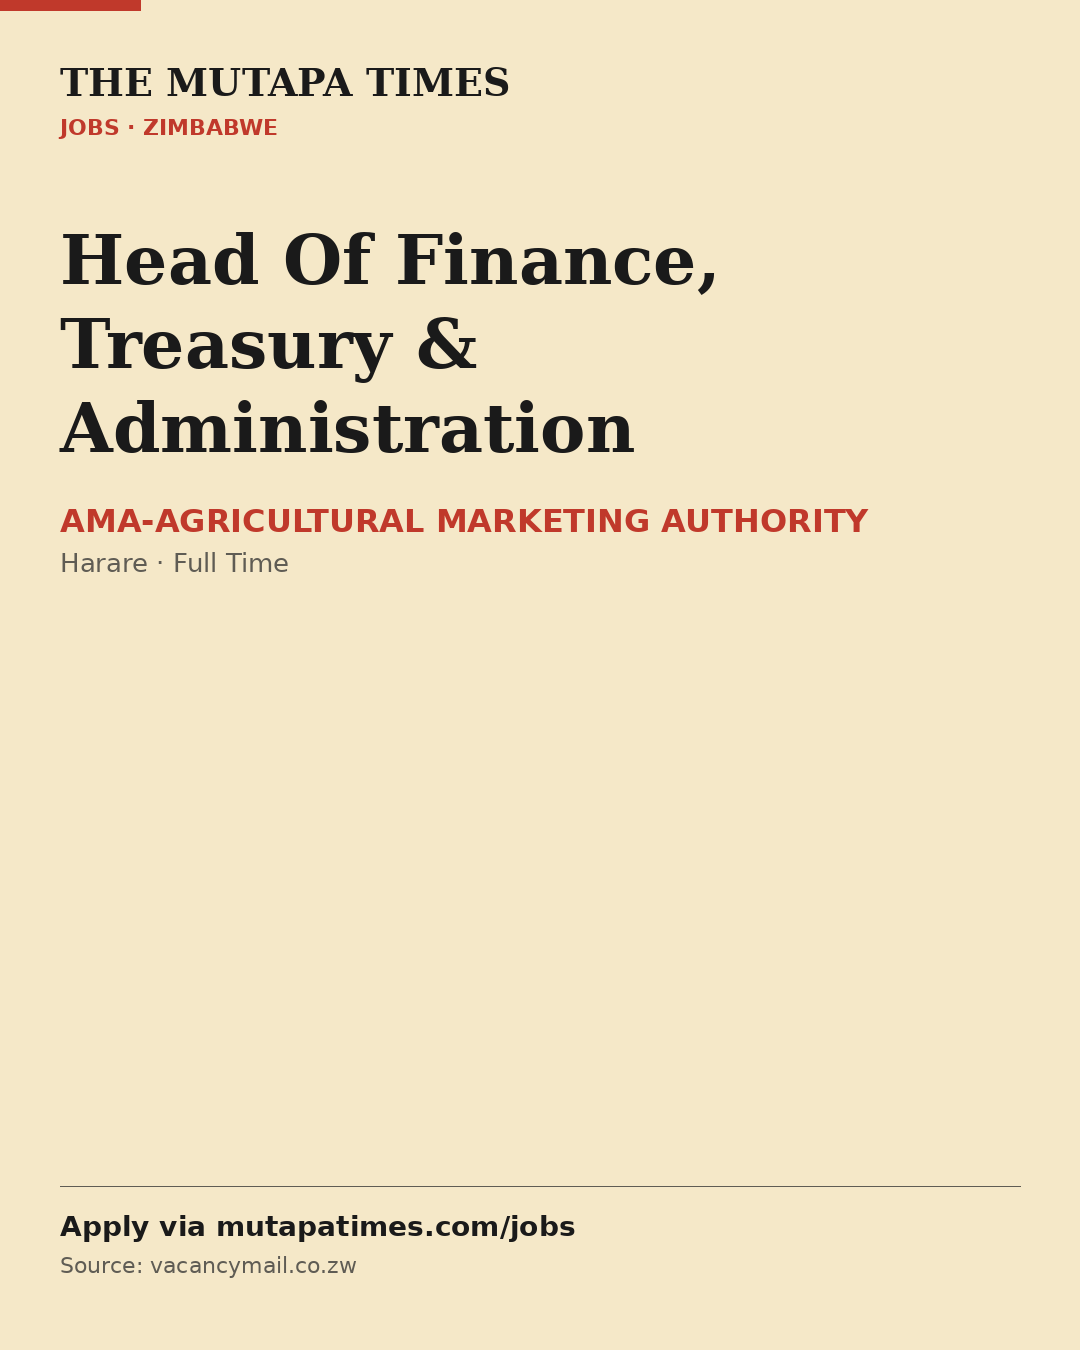 THE MUTAPA TIMES
JOBS · ZIMBABWE
Head Of Finance,
Treasury &
Administration
AMA-AGRICULTURAL MARKETING AUTHORITY
Harare · Full Time
Apply via mutapatimes.com/jobs
Source: vacancymail.co.zw